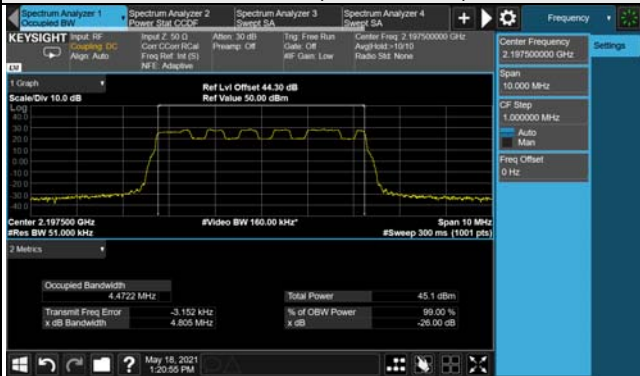 Spectrum Analyzer 1
Occupied BW
Spectrum Analyzer 2
Power Stat CCDF
Spectrum Analyzer 3
Swept SA
Spectrum Analyzer 4
Swept SA
Frequency
KEYSIGHT
Input: RF
Coupling: DC
Align: Auto
Input Z: 50 Ω
Corr CCorr RCal
Freq Ref: Int (S)
NFE: Adaptive
Atten: 30 dB
Preamp: Off
Trig: Free Run
Gate: Off
#IF Gain: Low
Center Freq: 2.197500000 GHz
Avg|Hold:>10/10
Radio Std: None
LXI
1 Graph
Scale/Div 10.0 dB
Ref Lvl Offset 44.30 dB
Ref Value 50.00 dBm
Log
40.0
30.0
20.0
10.0
0.00
-10.0
-20.0
-30.0
-40.0
Center 2.197500 GHz
#Res BW 51.000 kHz
#Video BW 160.00 kHz*
Span 10 MHz
#Sweep 300 ms (1001 pts)
2 Metrics
Occupied Bandwidth
4.4722 MHz
Total Power 45.1 dBm
Transmit Freq Error -3.152 kHz
% of OBW Power 99.00 %
x dB Bandwidth 4.805 MHz
x dB -26.00 dB
May 18, 2021
1:20:55 PM
Center Frequency
2.197500000 GHz
Settings
Span
10.000 MHz
CF Step
1.000000 MHz
Auto
Man
Freq Offset
0 Hz